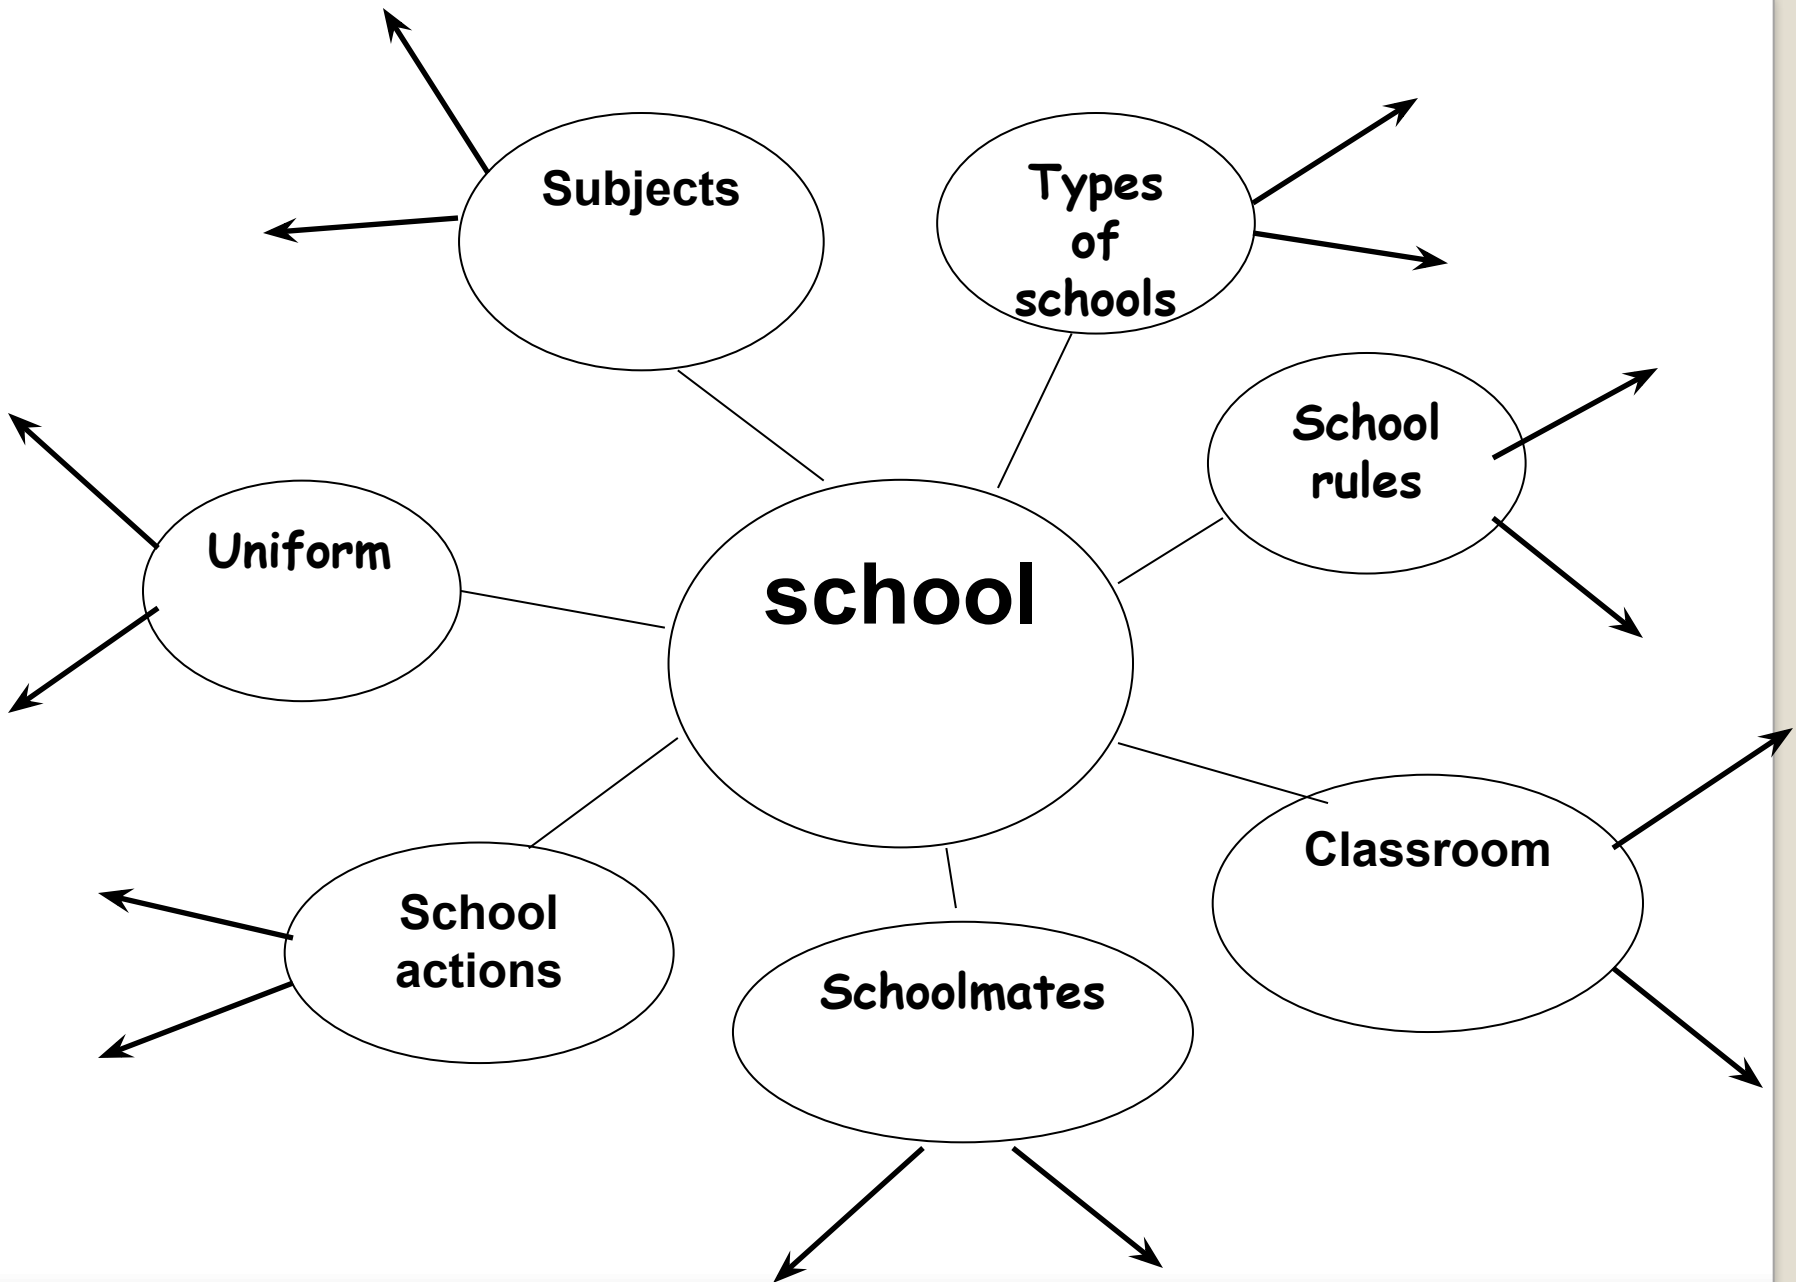 Subjects
Types
of
schools
School
rules
Uniform
school
Classroom
School
actions
Schoolmates